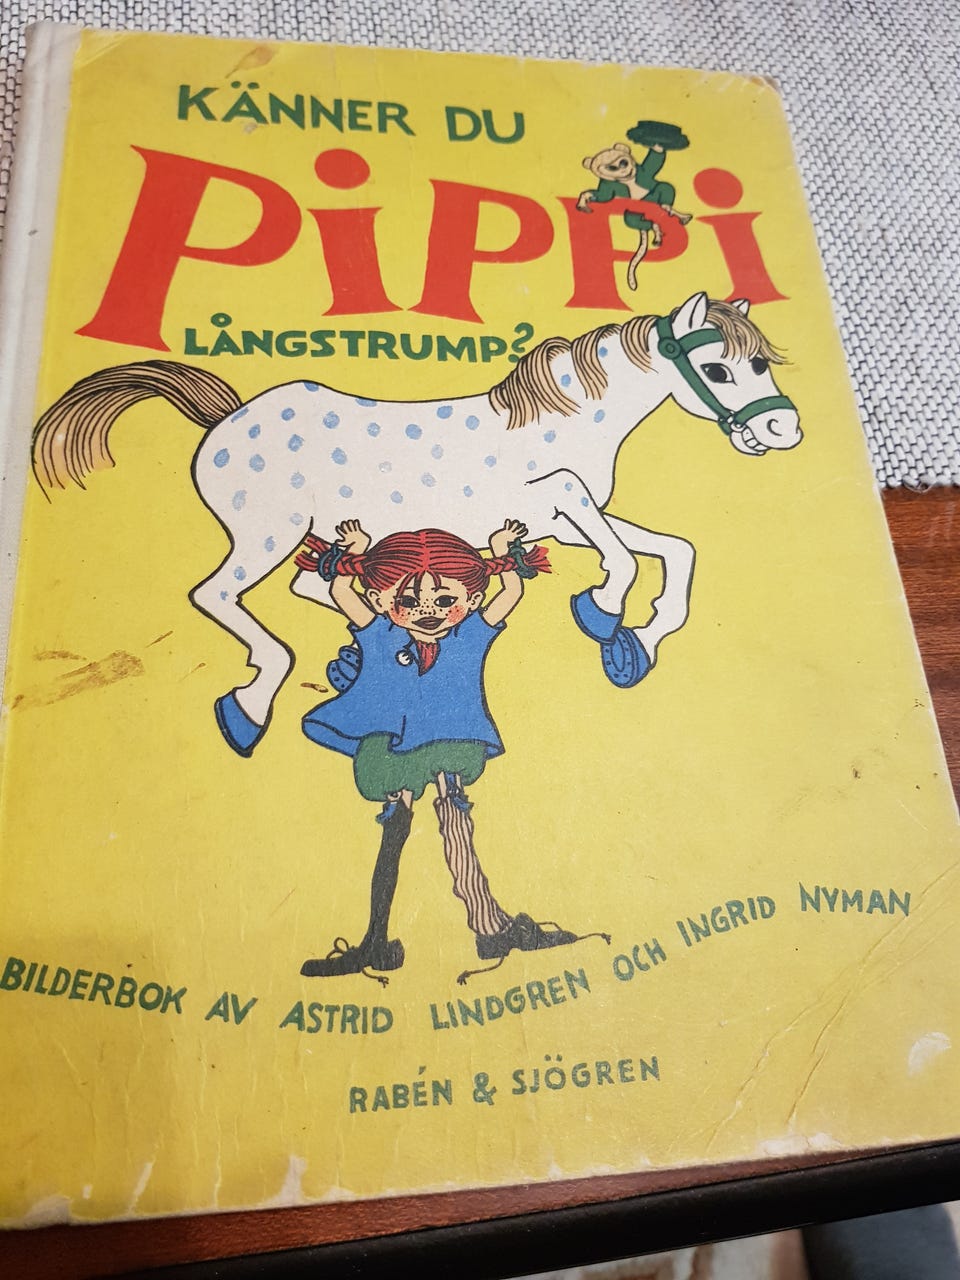 KÄNNER DU
PiPPi
LÅNGSTRUMP?
BILDERBOK AV ASTRID LINDGREN OCH INGRID NYMAN
RABÉN & SJÖGREN